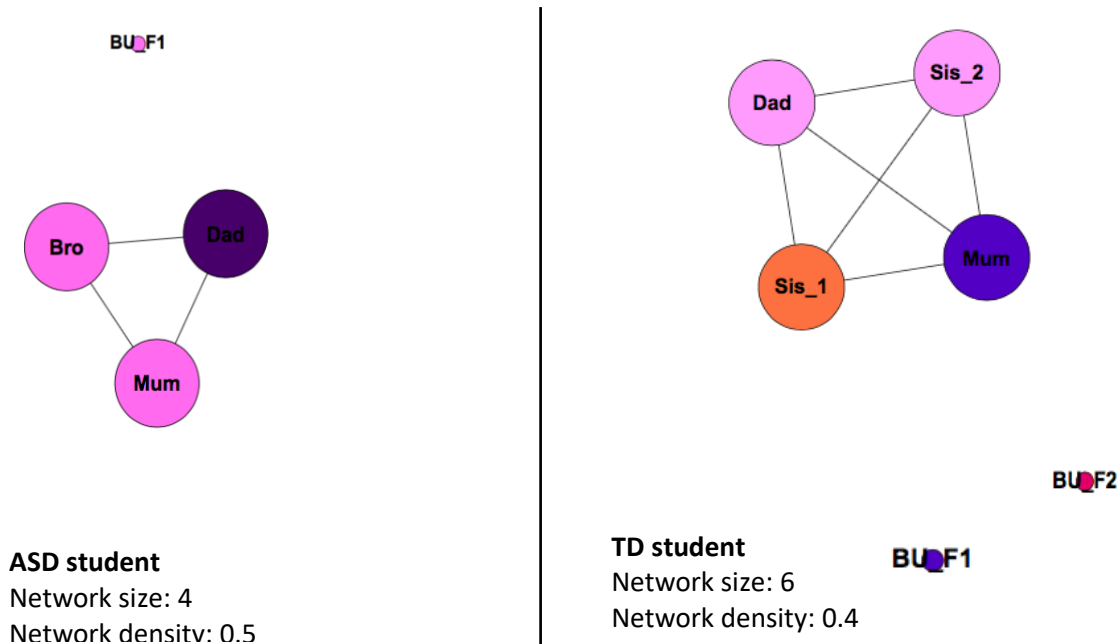 BU_F1
Bro
Dad
Mum
ASD student
Network size: 4
Network density: 0.5
Sis_2
Dad
Mum
Sis_1
BU_F2
BU_F1
TD student
Network size: 6
Network density: 0.4